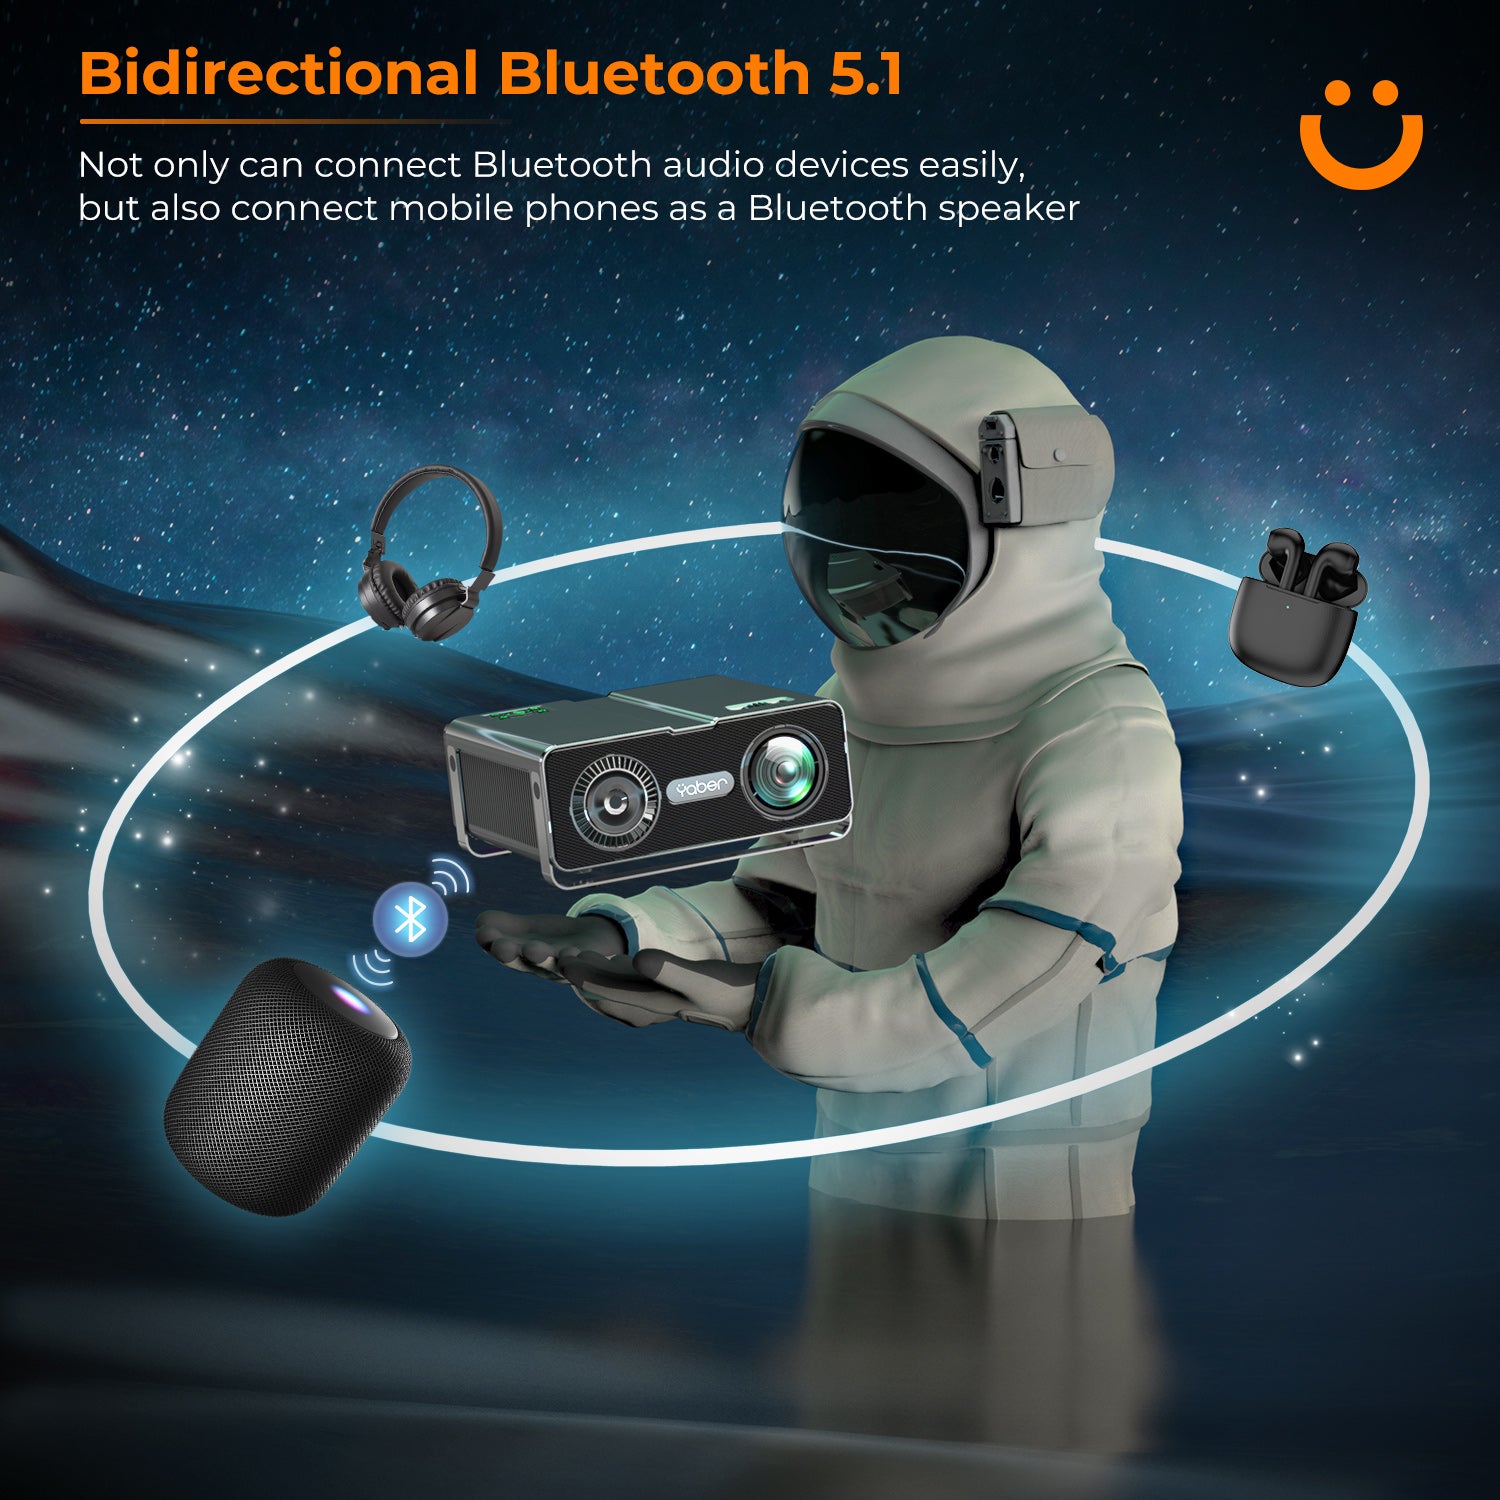 Bidirectional Bluetooth 5.1
Not only can connect Bluetooth audio devices easily,
but also connect mobile phones as a Bluetooth speaker
Yaber